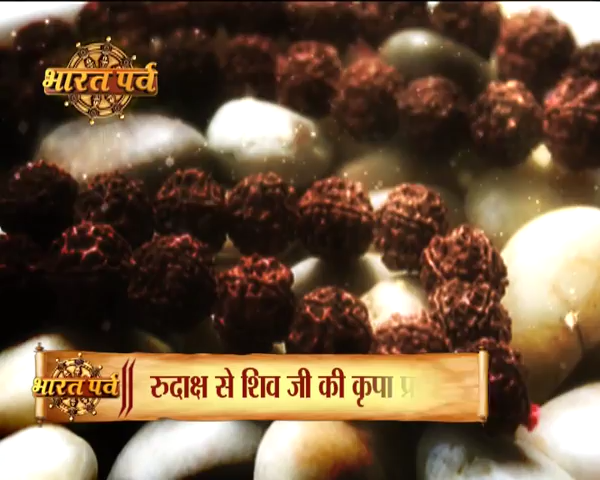 भारत पर्व
भारत पर्व
रुदाक्ष से शिव जी की कृपा